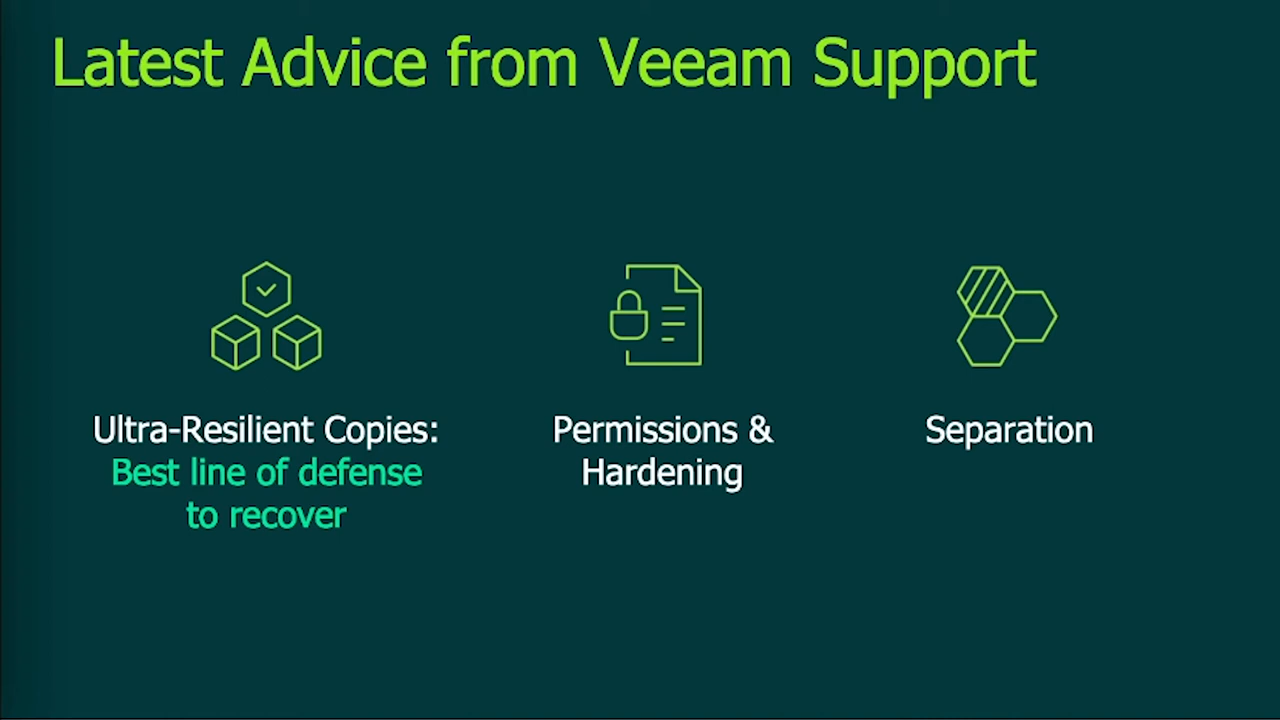 Latest Advice from Veeam Support
Ultra-Resilient Copies:
Best line of defense
to recover
Permissions &
Hardening
Separation